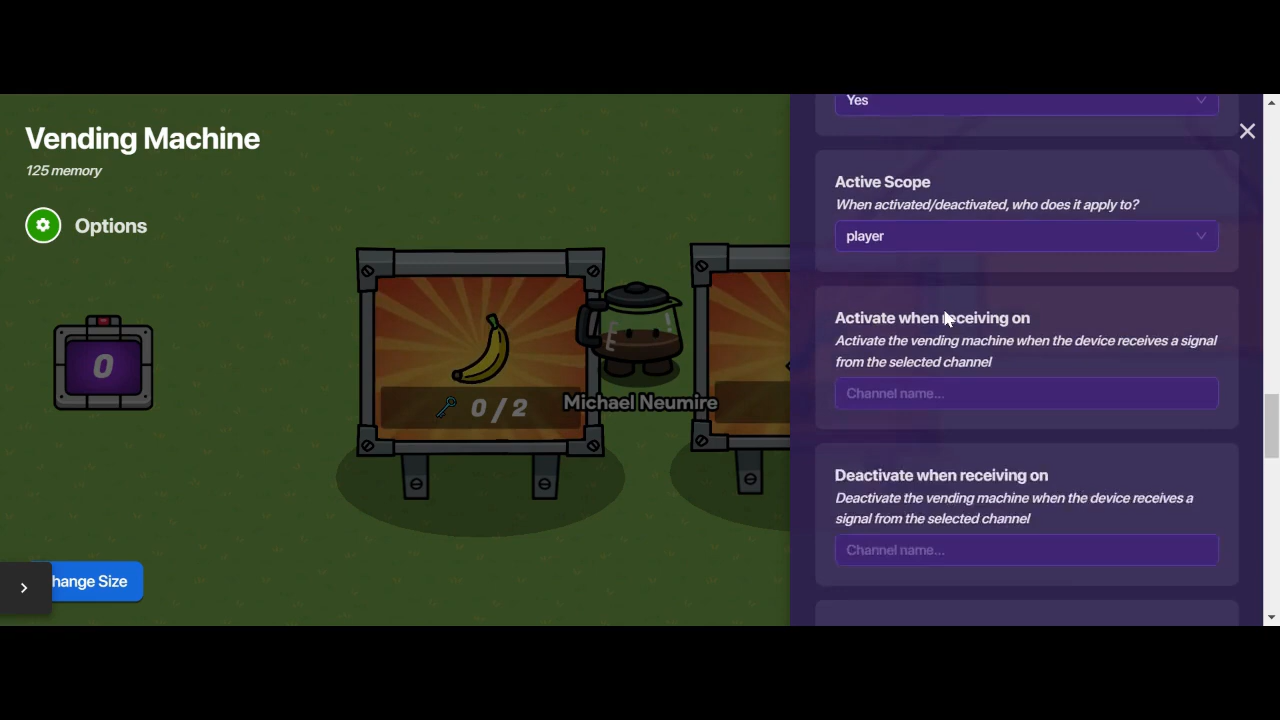 Vending Machine
125 memory
Options
0
0 / 2
Michael Neumire
hange Size
Yes
Active Scope
When activated/deactivated, who does it apply to?
player
Activate when receiving on
Activate the vending machine when the device receives a signal
from the selected channel
Channel name...
Deactivate when receiving on
Deactivate the vending machine when the device receives a
signal from the selected channel
Channel name...